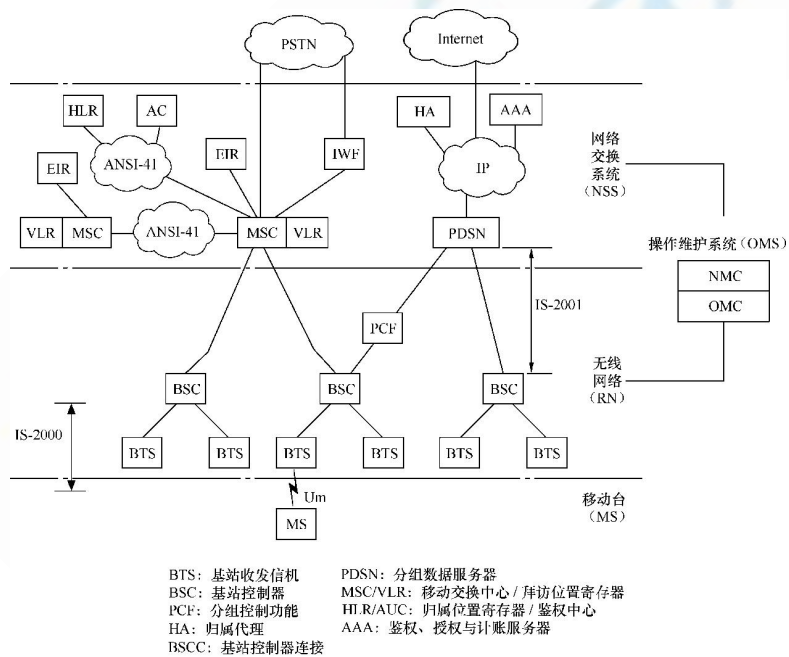 PSTN
Internet
HLR
AC
HA
AAA
EIR
ANSI-41
EIR
IWF
IP
网络
交换
系统
(NSS)
VLR MSC
ANSI-41
MSC VLR
PDSN
操作维护系统(OMS)
NMC
OMC
IS-2001
PCF
无线
网络
(RN)
BSC
BSC
BSC
IS-2000
BTS
BTS
BTS
BTS
BTS
BTS
Um
MS
移动台
(MS)
BTS:基站收发信机
BSC:基站控制器
PCF:分组控制功能
HA:归属代理
BSCC:基站控制器连接
PDSN:分组数据服务器
MSC/VLR:移动交换中心/拜访位置寄存器
HLR/AUC:归属位置寄存器/鉴权中心
AAA:鉴权、授权与计账服务器